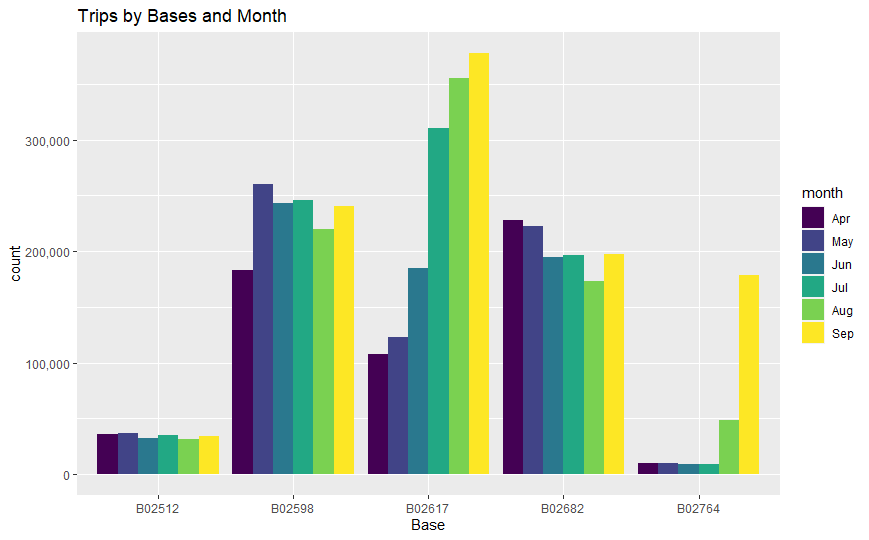 Trips by Bases and Month
300,000
200,000
100,000
0
count
B02512 B02598 B02617 B02682 B02764
Base
month
Apr
May
Jun
Jul
Aug
Sep